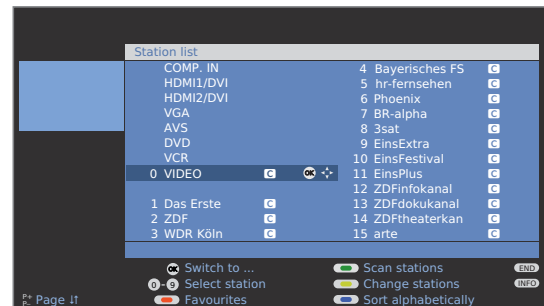 Station list
COMP. IN
HDMI1/DVI
HDMI2/DVI
VGA
AVS
DVD
VCR
0 VIDEO C OK
1 Das Erste C
2 ZDF C
3 WDR Köln C
4 Bayerisches FS C
5 hr-fernsehen C
6 Phoenix C
7 BR-alpha C
8 3sat C
9 EinsExtra C
10 EinsFestival C
11 EinsPlus C
12 ZDFinfokanal C
13 ZDFdokukanal C
14 ZDFtheaterkan C
15 arte C
OK Switch to ...
0-9 Select station
P+ P- Page
Favourites
Scan stations END
Change stations INFO
Sort alphabetically